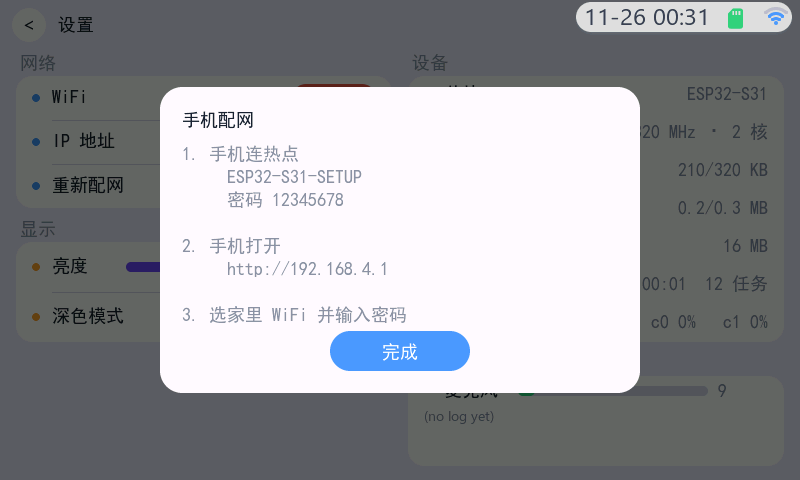 <
设置
11-26 00:31
网络
WiFi
IP 地址
重新配网
显示
亮度
深色模式
设备
ESP32-S31
320 MHz · 2 核
210/320 KB
0.2/0.3 MB
16 MB
00:01 12 任务
c0 0% c1 0%
9
(no log yet)
手机配网
1. 手机连热点
ESP32-S31-SETUP
密码 12345678
2. 手机打开
http://192.168.4.1
3. 选家里 WiFi 并输入密码
完成